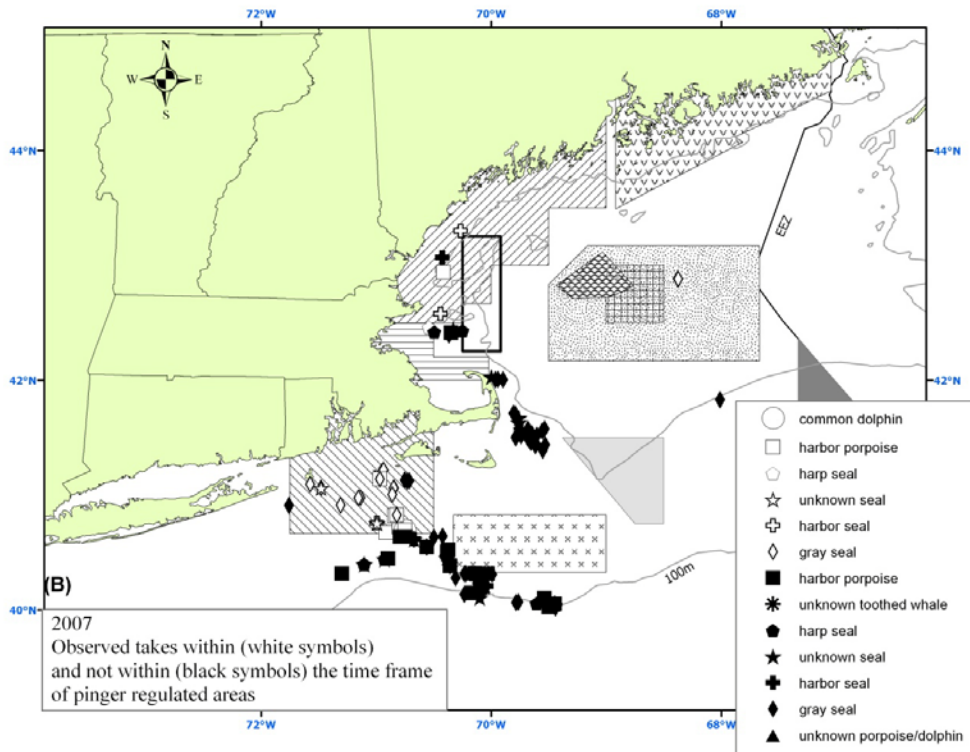 72°W 70°W 68°W
N
W E
S
44°N 44°N
EEZ
42°N 42°N
common dolphin
harbor porpoise
harp seal
unknown seal
harbor seal
gray seal
harbor porpoise
unknown toothed whale
harp seal
unknown seal
harbor seal
gray seal
unknown porpoise/dolphin
100m
(B)
40°N 40°N
2007
Observed takes within (white symbols)
and not within (black symbols) the time frame
of pinger regulated areas
72°W 70°W 68°W